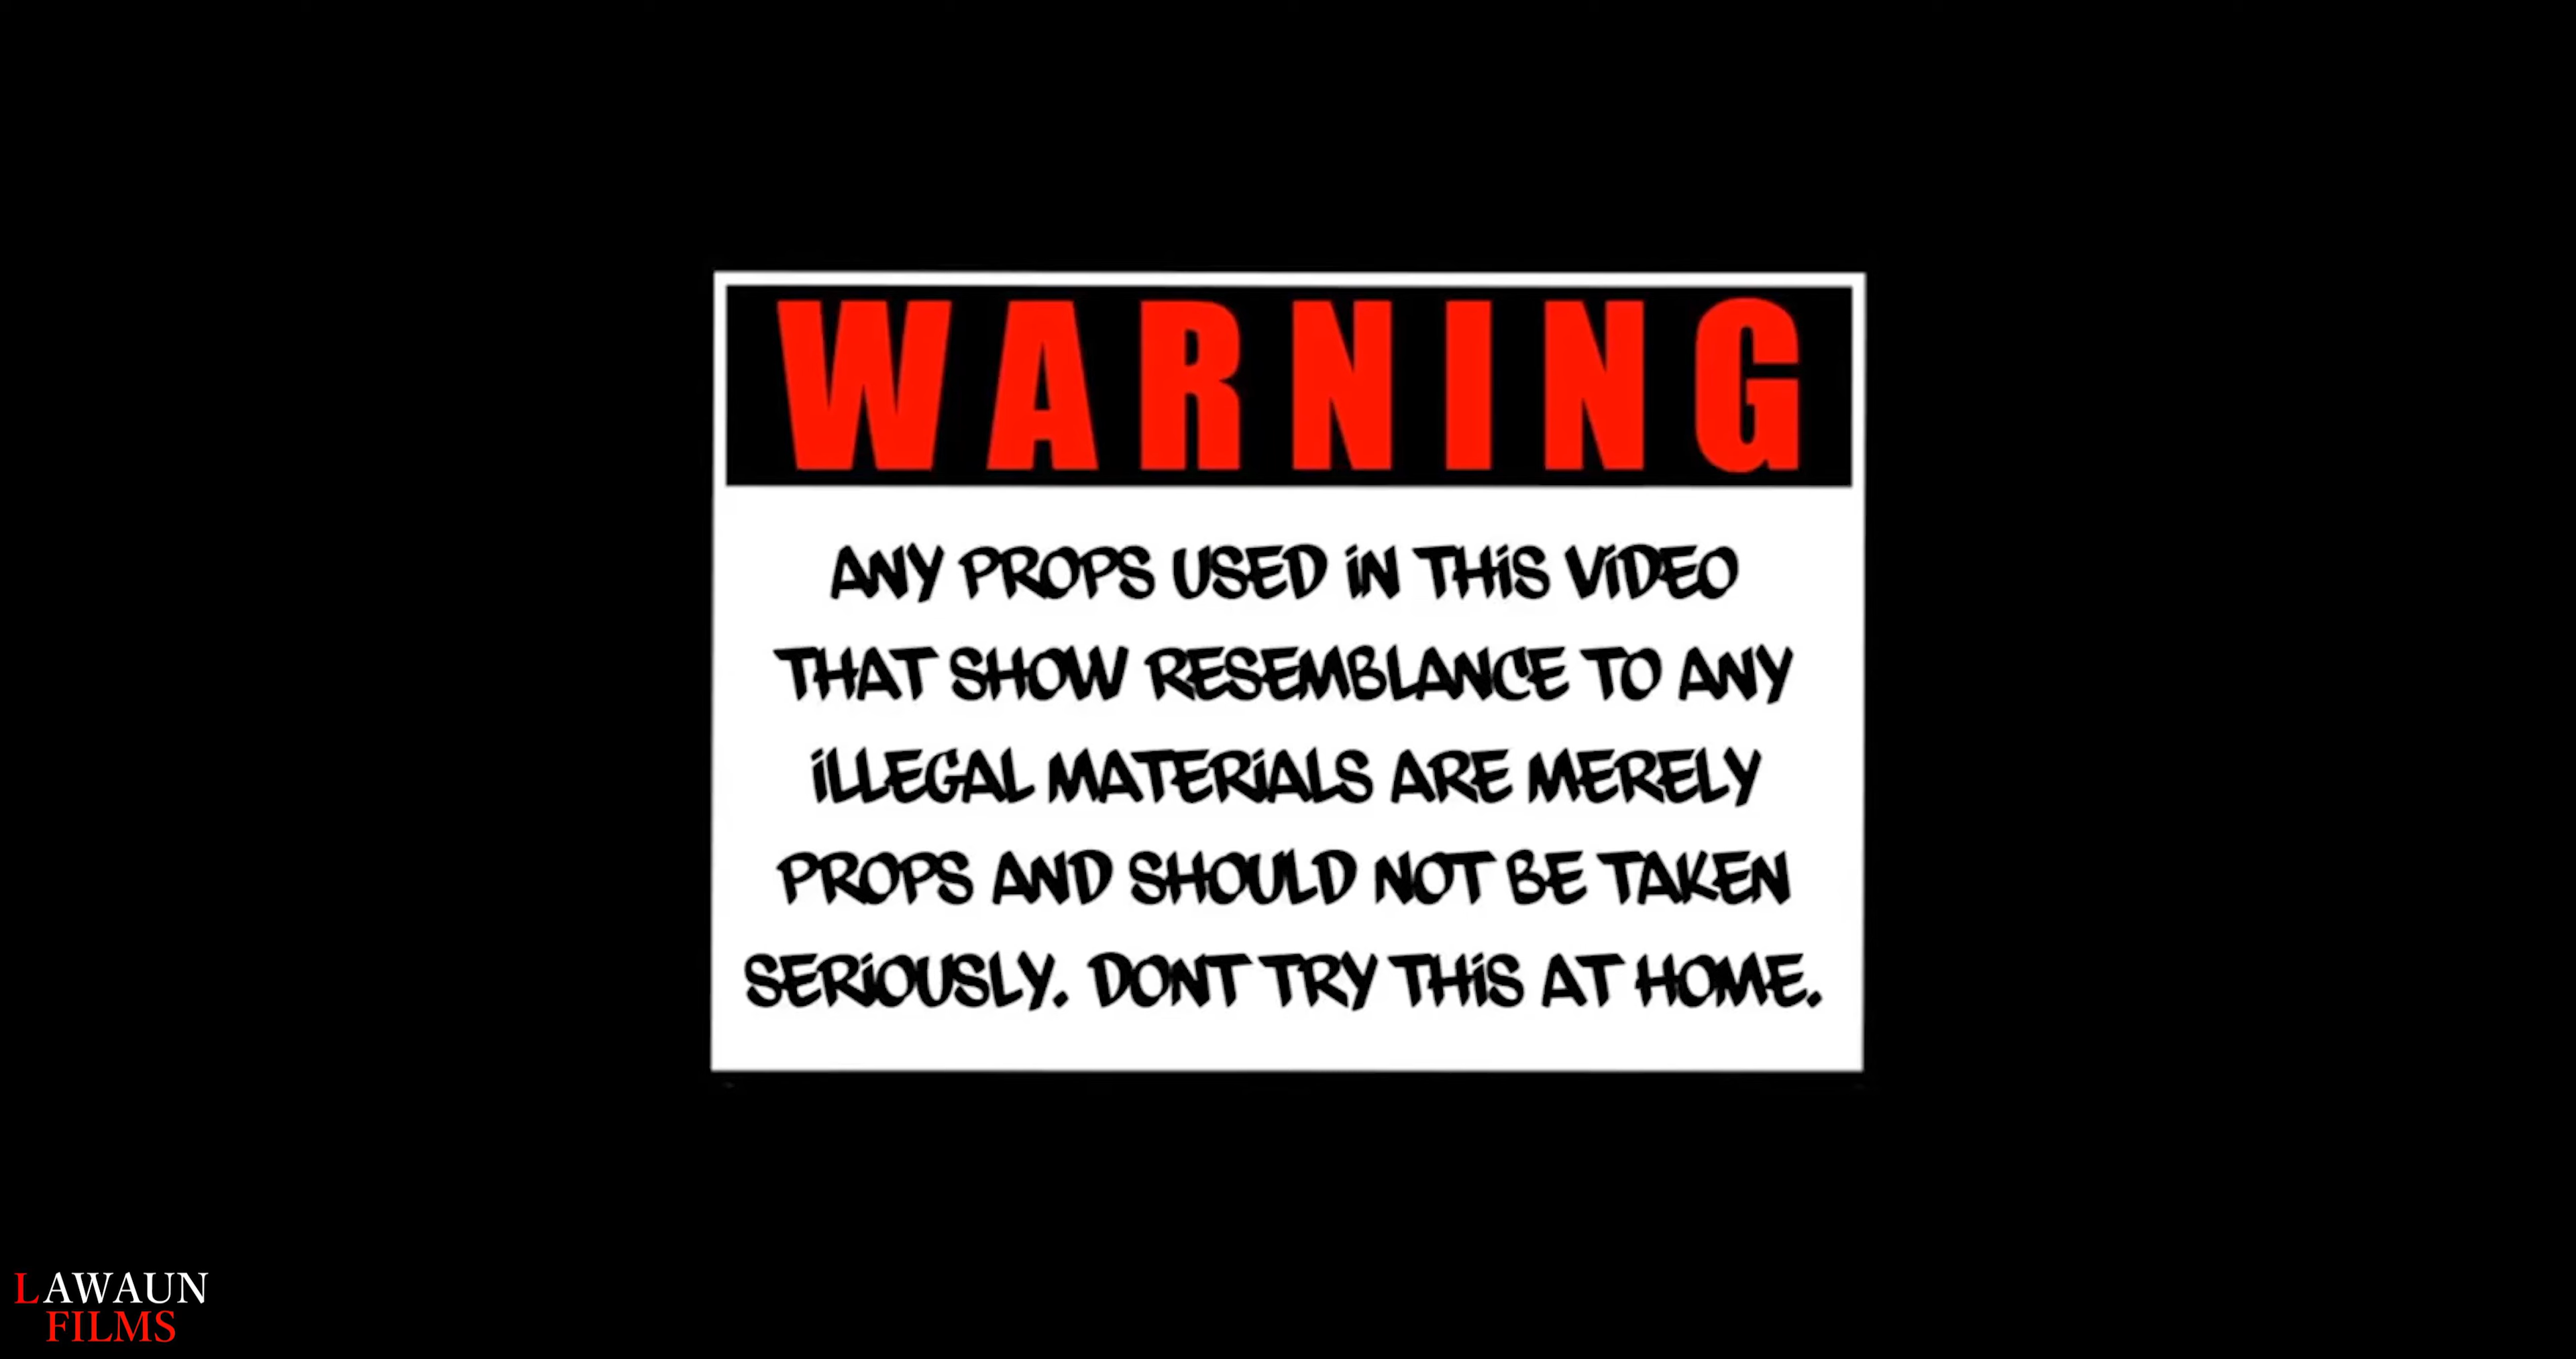 WARNING
ANY PROPS USED iN THiS ViDEO
THAT SHOW RESEMBLANCE TO ANY
iLLEGAL MATERiALS ARE MERELY
PROPS AND SHOULD NOT BE TAKEN
SERiOUSLY. DONT TRY THiS AT HOME.
LAWAUN
FILMS